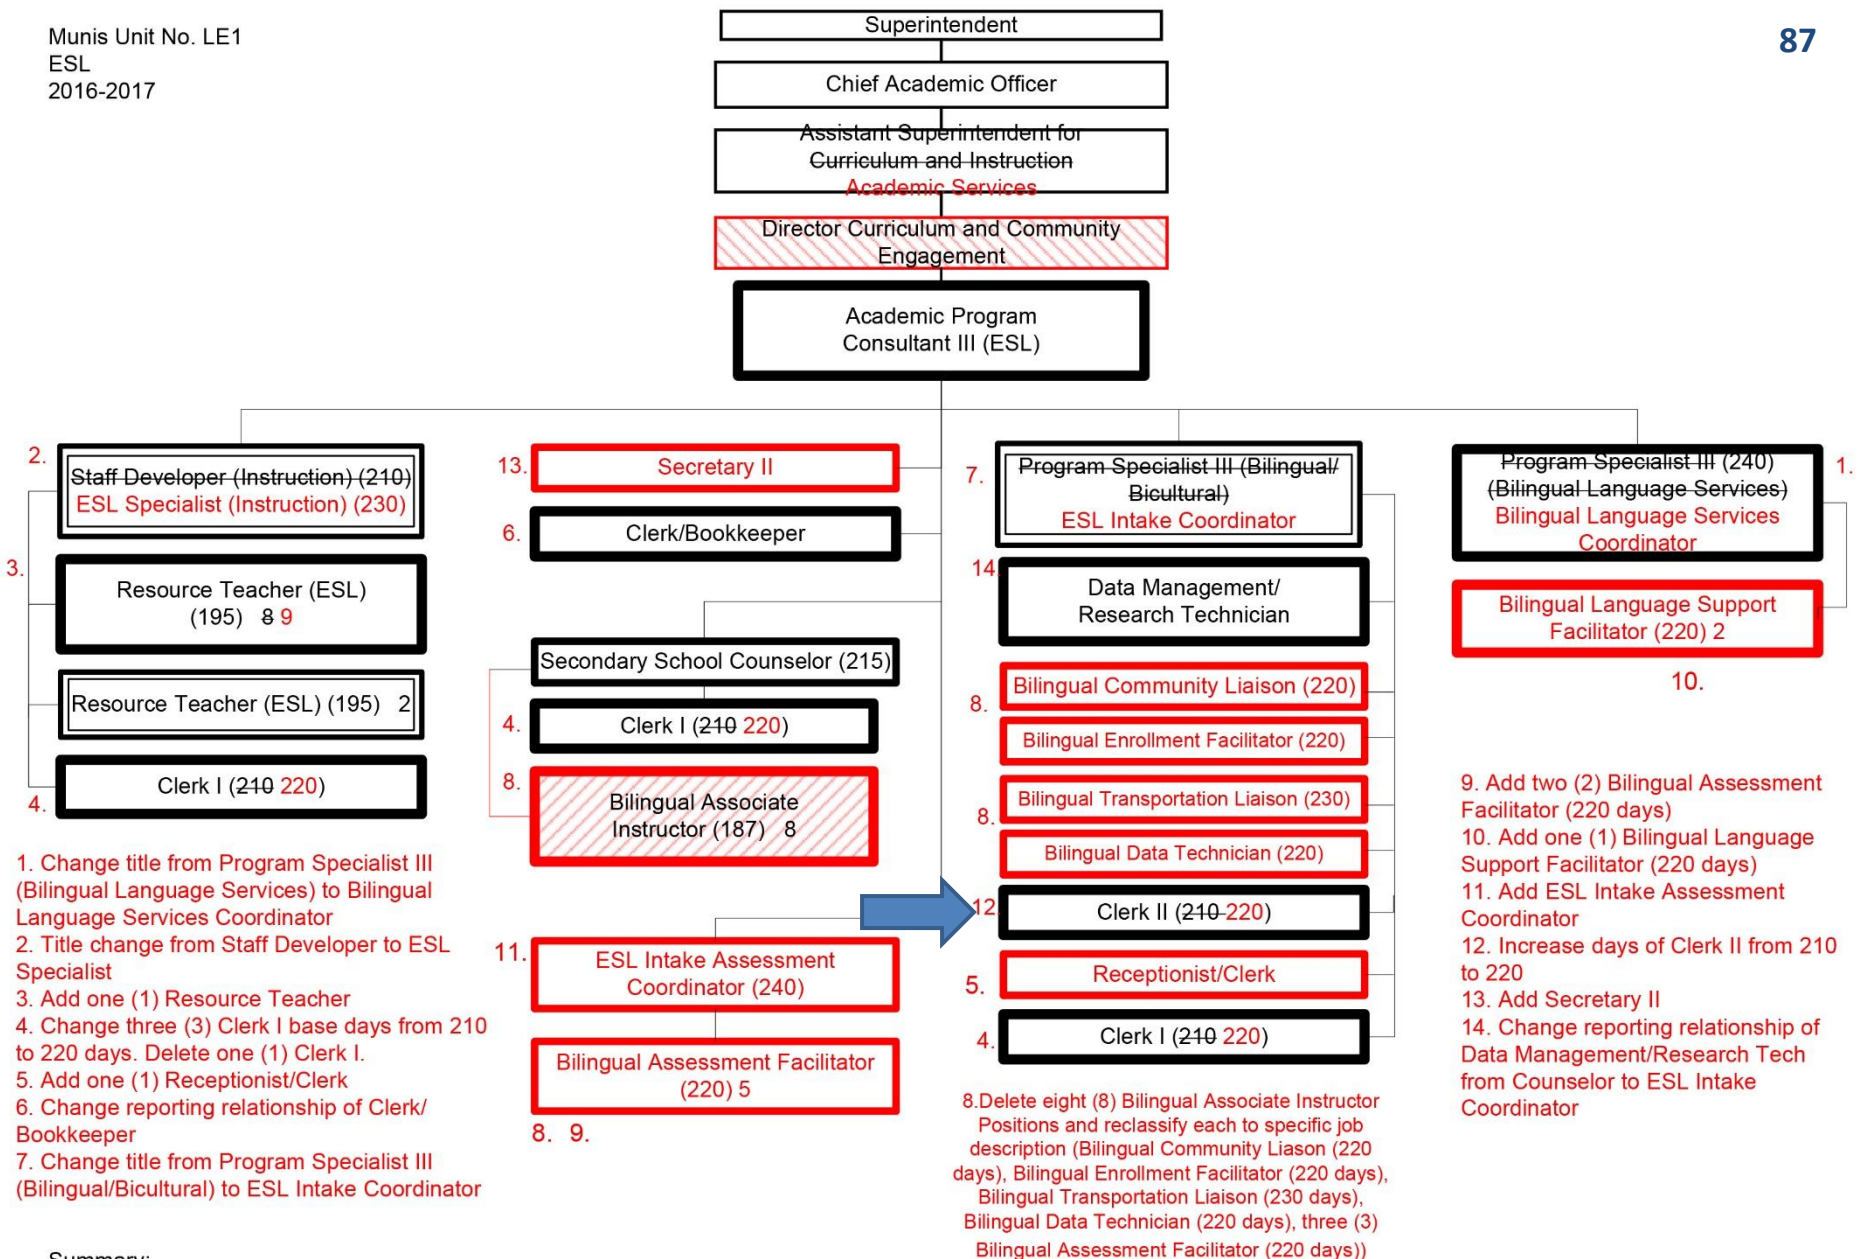 Munis Unit No. LE1
ESL
2016-2017
87
Superintendent
Chief Academic Officer
Assistant Superintendent for
Curriculum and Instruction
Academic Services
Director Curriculum and Community
Engagement
Academic Program
Consultant III (ESL)
2.
Staff Developer (Instruction) (210)
ESL Specialist (Instruction) (230)
3.
Resource Teacher (ESL)
(195) 8 9
Resource Teacher (ESL) (195) 2
4.
Clerk I (210 220)
13.
Secretary II
6.
Clerk/Bookkeeper
Secondary School Counselor (215)
4.
Clerk I (210 220)
8.
Bilingual Associate
Instructor (187) 8
11.
ESL Intake Assessment
Coordinator (240)
Bilingual Assessment Facilitator
(220) 5
8. 9.
7.
Program Specialist III (Bilingual/
Bicultural)
ESL Intake Coordinator
14.
Data Management/
Research Technician
8.
Bilingual Community Liaison (220)
Bilingual Enrollment Facilitator (220)
8.
Bilingual Transportation Liaison (230)
Bilingual Data Technician (220)
12.
Clerk II (210 220)
5.
Receptionist/Clerk
4.
Clerk I (210 220)
1.
Program Specialist III (240)
(Bilingual Language Services)
Bilingual Language Services
Coordinator
Bilingual Language Support
Facilitator (220) 2
10.
1. Change title from Program Specialist III
(Bilingual Language Services) to Bilingual
Language Services Coordinator
2. Title change from Staff Developer to ESL
Specialist
3. Add one (1) Resource Teacher
4. Change three (3) Clerk I base days from 210
to 220 days. Delete one (1) Clerk I.
5. Add one (1) Receptionist/Clerk
6. Change reporting relationship of Clerk/
Bookkeeper
7. Change title from Program Specialist III
(Bilingual/Bicultural) to ESL Intake Coordinator
8.Delete eight (8) Bilingual Associate Instructor
Positions and reclassify each to specific job
description (Bilingual Community Liason (220
days), Bilingual Enrollment Facilitator (220 days),
Bilingual Transportation Liaison (230 days),
Bilingual Data Technician (220 days), three (3)
Bilingual Assessment Facilitator (220 days))
9. Add two (2) Bilingual Assessment
Facilitator (220 days)
10. Add one (1) Bilingual Language
Support Facilitator (220 days)
11. Add ESL Intake Assessment
Coordinator
12. Increase days of Clerk II from 210
to 220
13. Add Secretary II
14. Change reporting relationship of
Data Management/Research Tech
from Counselor to ESL Intake
Coordinator
Summary: